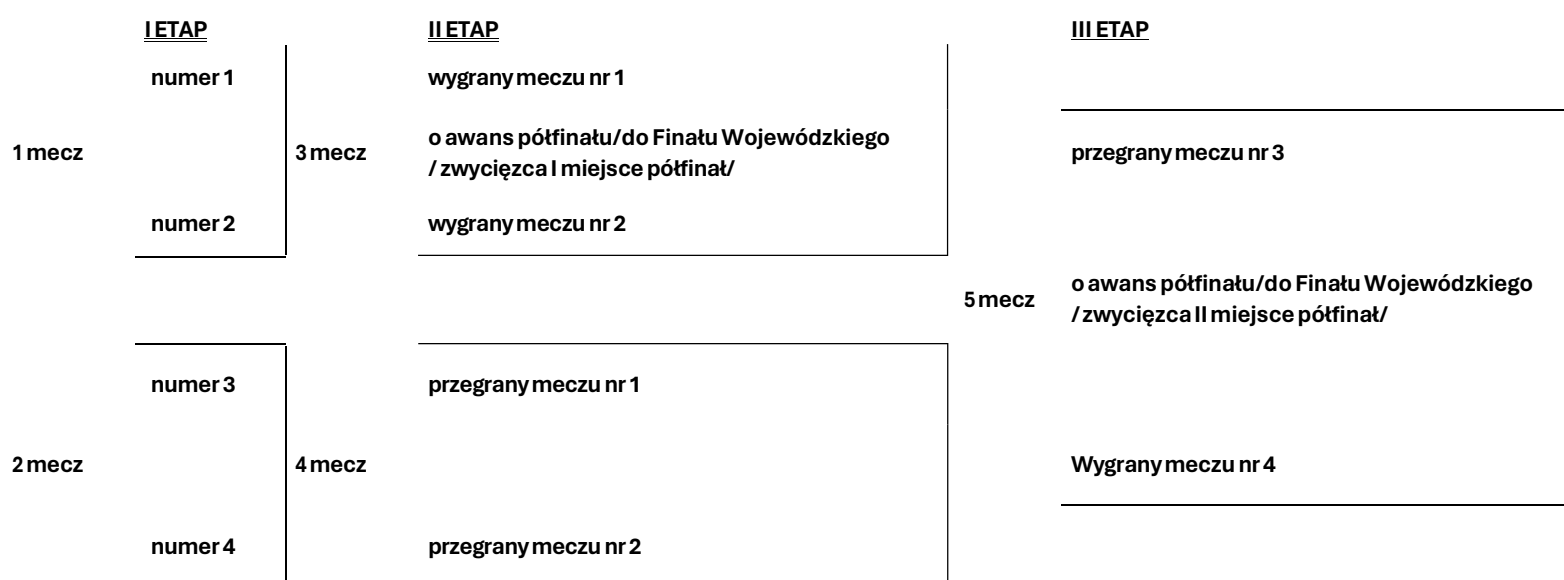 I ETAP II ETAP III ETAP
numer 1 wygrany meczu nr 1
1 mecz 3 mecz o awans półfinału/do Finału Wojewódzkiego
/ zwycięzca I miejsce półfinał/
przegrany meczu nr 3
numer 2 wygrany meczu nr 2
5 mecz o awans półfinału/do Finału Wojewódzkiego
/ zwycięzca II miejsce półfinał/
numer 3 przegrany meczu nr 1
2 mecz 4 mecz Wygrany meczu nr 4
numer 4 przegrany meczu nr 2